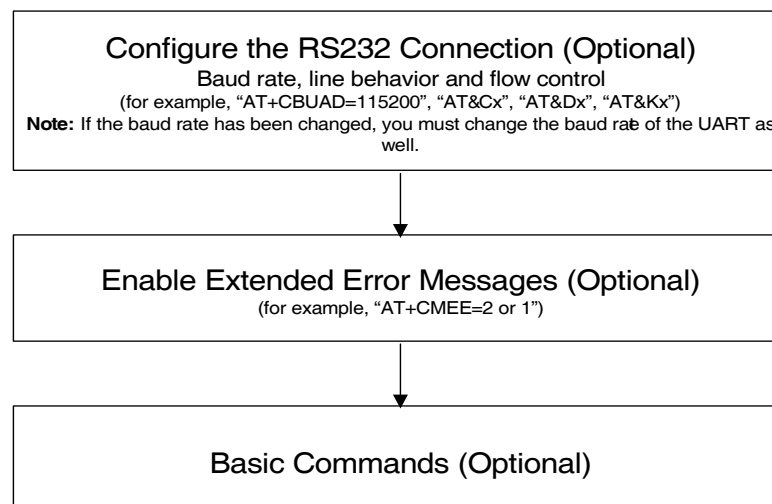 Configure the RS232 Connection (Optional)
Baud rate, line behavior and flow control
(for example, “AT+CBUAD=115200”, “AT&Cx”, “AT&Dx”, “AT&Kx”)
Note: If the baud rate has been changed, you must change the baud rate of the UART as
well.
Enable Extended Error Messages (Optional)
(for example, “AT+CMEE=2 or 1”)
Basic Commands (Optional)